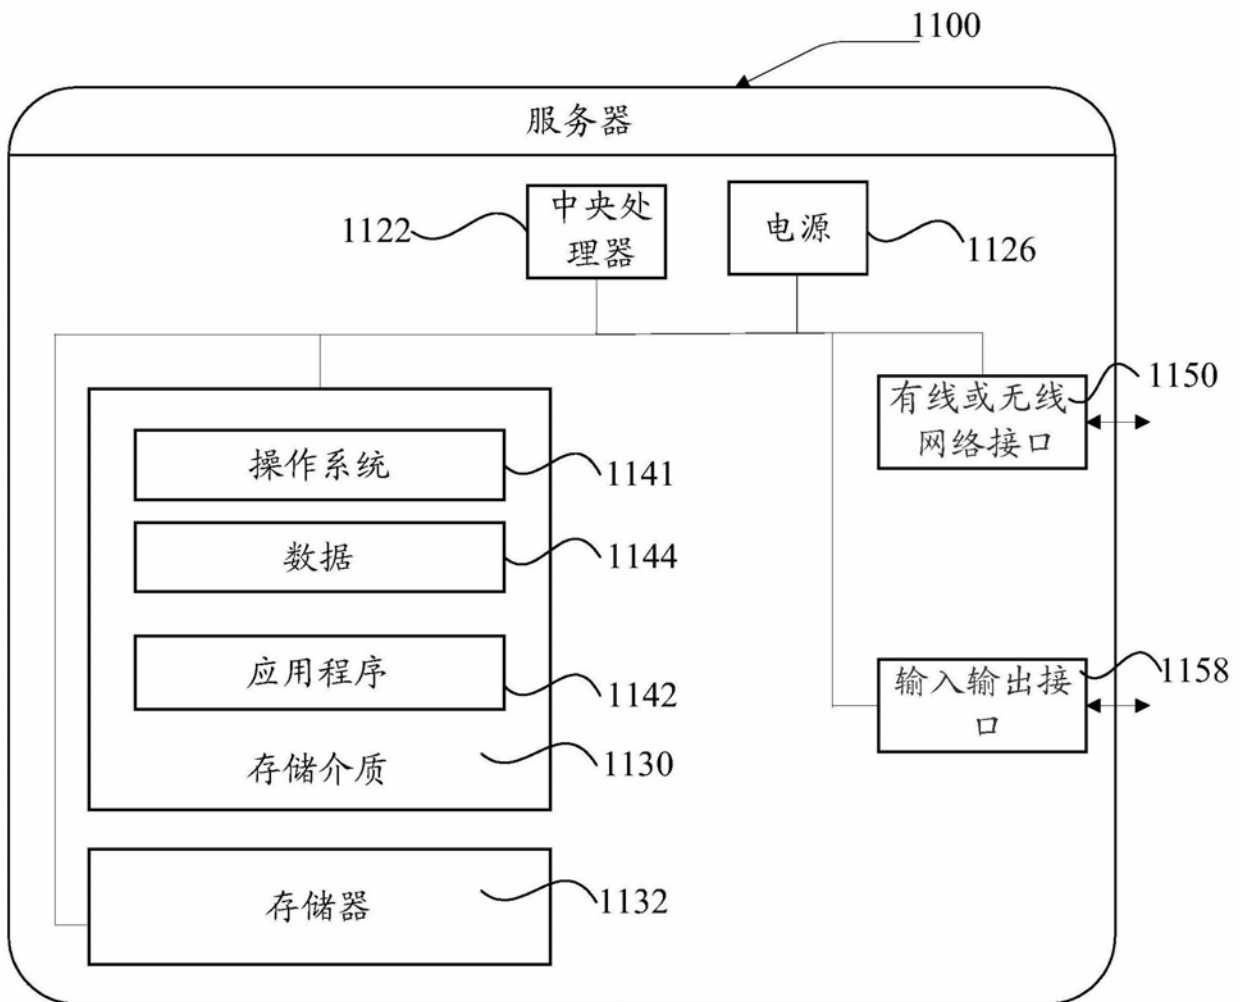 1100
服务器
中央处
理器
1122
电源
1126
有线或无线
网络接口
1150
操作系统
1141
数据
1144
应用程序
1142
存储介质
1130
输入输出接
口
1158
存储器
1132